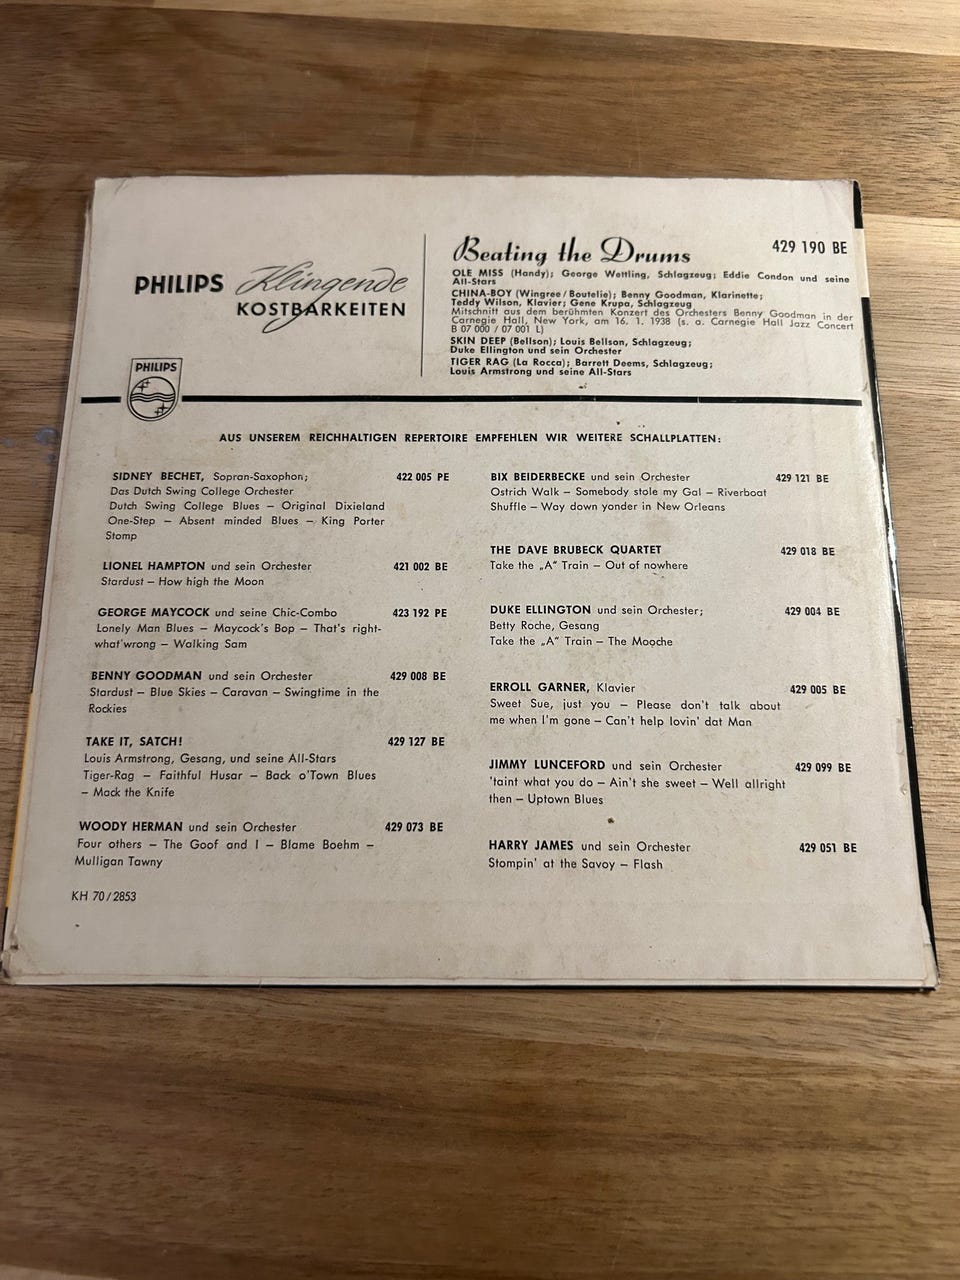 PHILIPS Klingende
KOSTBARKEITEN
PHILIPS
Beating the Drums 429 190 BE
OLE MISS (Handy); George Wettling, Schlagzeug; Eddie Condon und seine
All-Stars
CHINA-BOY (Wingree/Boutelie); Benny Goodman, Klarinette;
Teddy Wilson, Klavier; Gene Krupa, Schlagzeug
Mitschnitt aus dem berühmten Konzert des Orchesters Benny Goodman in der
Carnegie Hall, New York, am 16. 1. 1938 (s. a. Carnegie Hall Jazz Concert
B 07 000 / 07 001 L)
SKIN DEEP (Bellson); Louis Bellson, Schlagzeug;
Duke Ellington und sein Orchester
TIGER RAG (La Rocca); Barrett Deems, Schlagzeug;
Louis Armstrong und seine All-Stars
AUS UNSEREM REICHHALTIGEN REPERTOIRE EMPFEHLEN WIR WEITERE SCHALLPLATTEN:
SIDNEY BECHET, Sopran-Saxophon; 422 005 PE
Das Dutch Swing College Orchester
Dutch Swing College Blues – Original Dixieland
One-Step – Absent minded Blues – King Porter
Stomp
LIONEL HAMPTON und sein Orchester 421 002 BE
Stardust – How high the Moon
GEORGE MAYCOCK und seine Chic-Combo 423 192 PE
Lonely Man Blues – Maycock's Bop – That's right-
what'wrong – Walking Sam
BENNY GOODMAN und sein Orchester 429 008 BE
Stardust – Blue Skies – Caravan – Swingtime in the
Rockies
TAKE IT, SATCH! 429 127 BE
Louis Armstrong, Gesang, und seine All-Stars
Tiger-Rag – Faithful Husar – Back o'Town Blues
– Mack the Knife
WOODY HERMAN und sein Orchester 429 073 BE
Four others – The Goof and I – Blame Boehm –
Mulligan Tawny
KH 70/2853
BIX BEIDERBECKE und sein Orchester 429 121 BE
Ostrich Walk – Somebody stole my Gal – Riverboat
Shuffle – Way down yonder in New Orleans
THE DAVE BRUBECK QUARTET 429 018 BE
Take the „A" Train – Out of nowhere
DUKE ELLINGTON und sein Orchester; 429 004 BE
Betty Roche, Gesang
Take the „A" Train – The Mooche
ERROLL GARNER, Klavier 429 005 BE
Sweet Sue, just you – Please don't talk about
me when I'm gone – Can't help lovin' dat Man
JIMMY LUNCEFORD und sein Orchester 429 099 BE
'taint what you do – Ain't she sweet – Well allright
then – Uptown Blues
HARRY JAMES und sein Orchester 429 051 BE
Stompin' at the Savoy – Flash